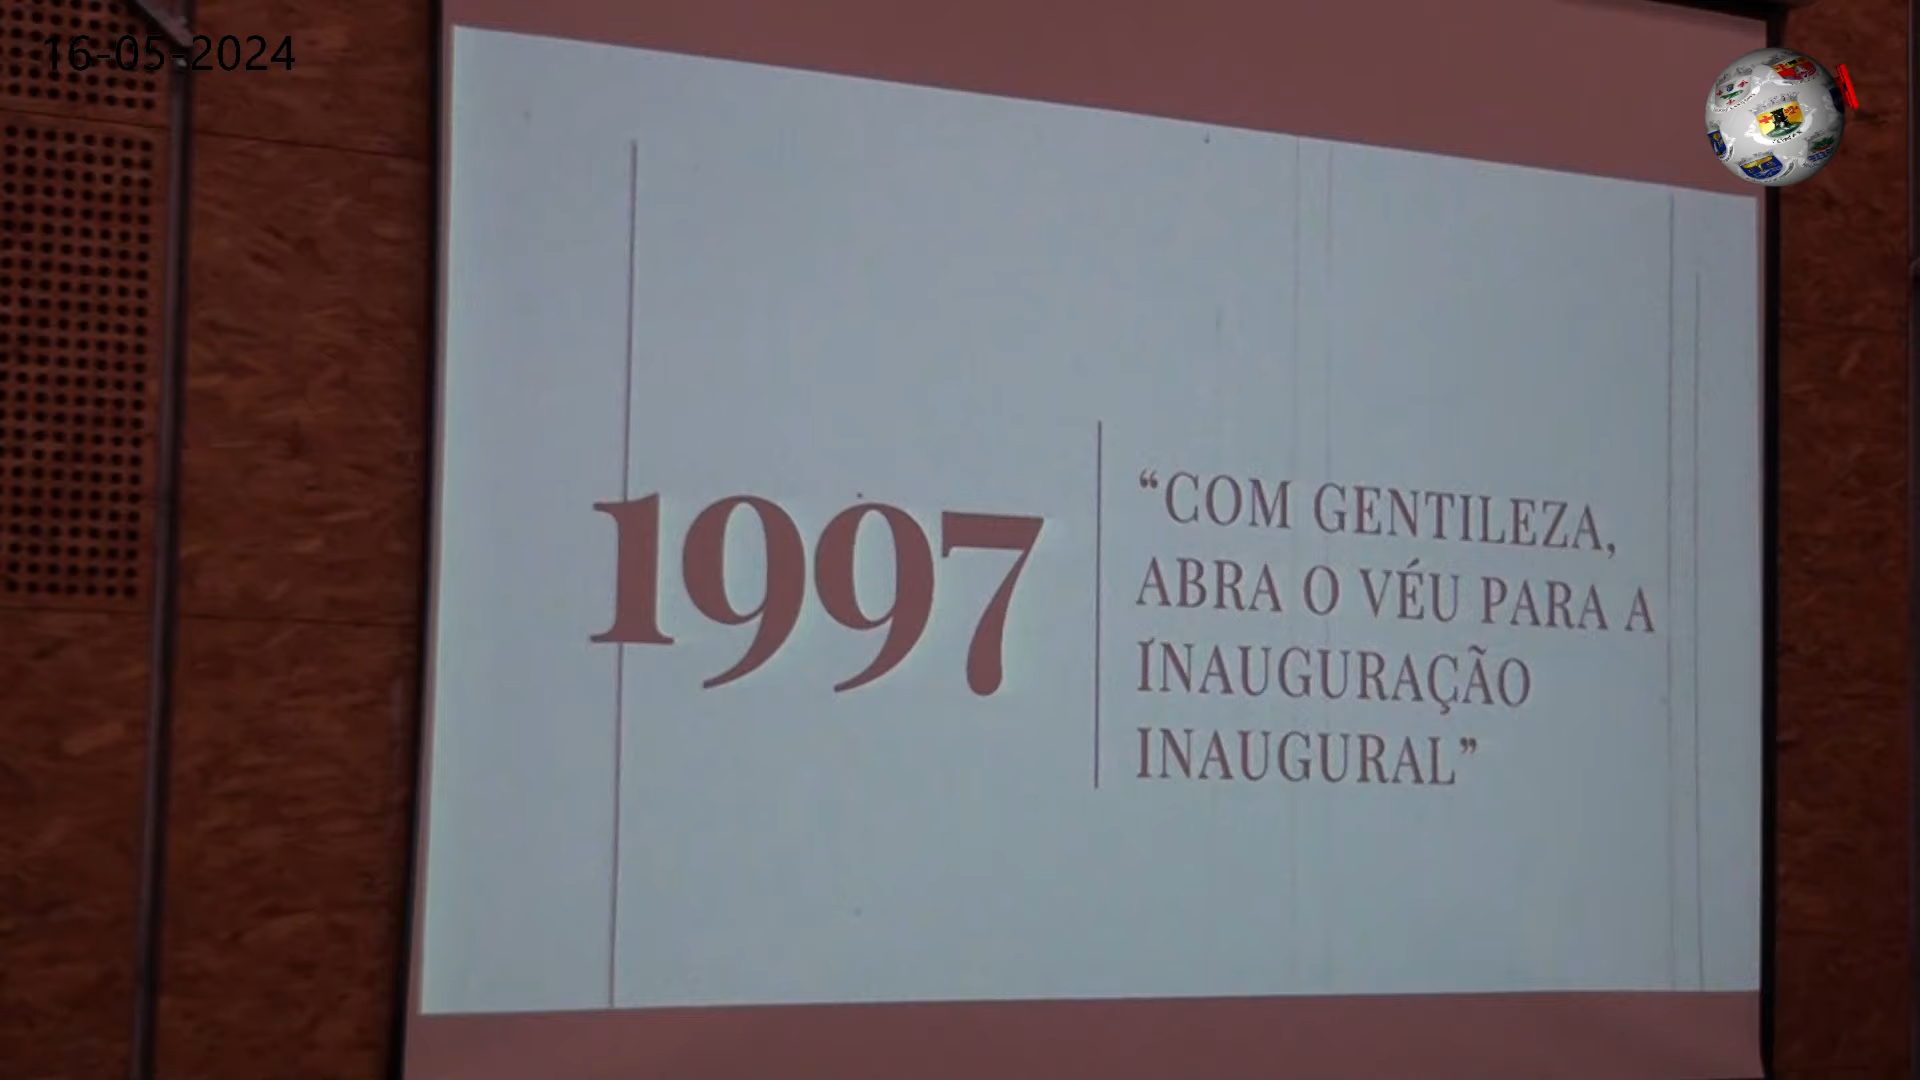 16-05-2024
1997
“COM GENTILEZA,
ABRA O VÉU PARA A
INAUGURAÇÃO
INAUGURAL”